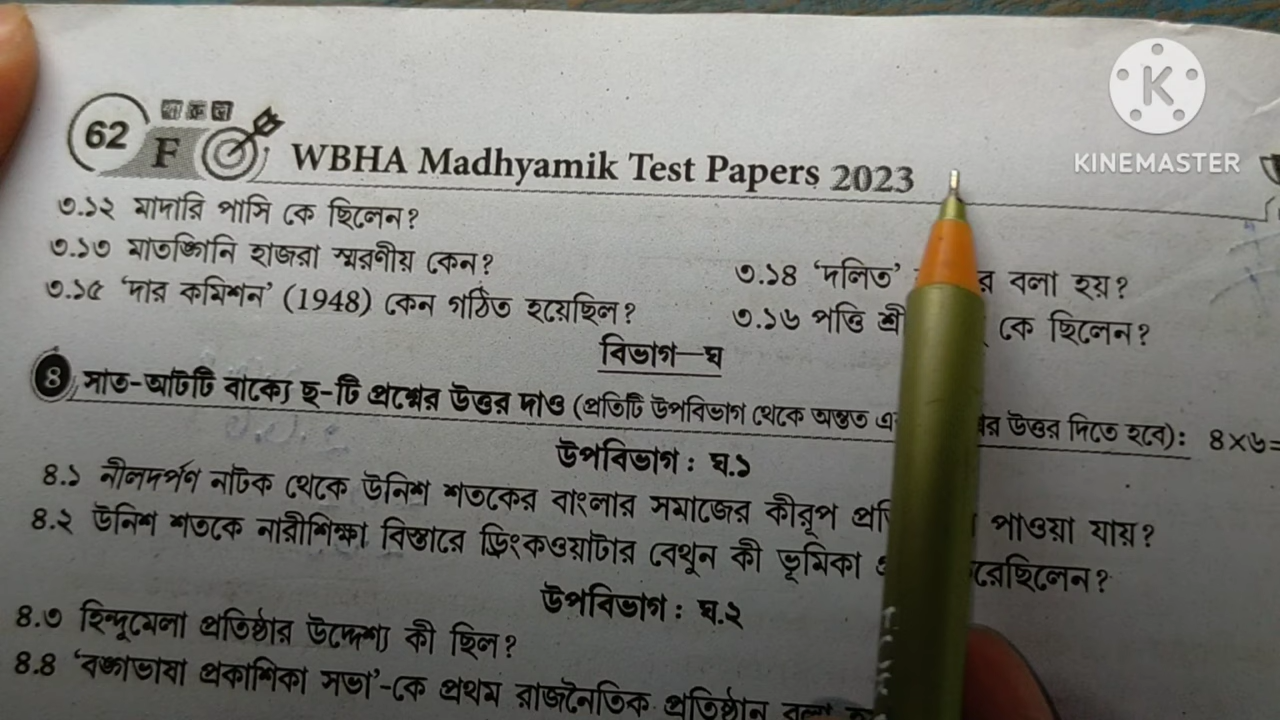 62 F WBHA Madhyamik Test Papers 2023
K
KINEMASTER
৩.১২ মাদারি পাসি কে ছিলেন?
৩.১৩ মাতঙ্গিনি হাজরা স্মরণীয় কেন?
৩.১৪ ‘দলিত’ বলা হয়?
৩.১৫ ‘দার কমিশন’ (1948) কেন গঠিত হয়েছিল?
৩.১৬ পত্তি শ্রী কে ছিলেন?
বিভাগ—ঘ
৪ সাত-আটটি বাক্যে ছ-টি প্রশ্নের উত্তর দাও (প্রতিটি উপবিভাগ থেকে অন্তত উত্তর দিতে হবে): ৪×৬=
উপবিভাগ: ঘ.১
৪.১ নীলদর্পণ নাটক থেকে উনিশ শতকের বাংলার সমাজের কীরূপ পাওয়া যায়?
৪.২ উনিশ শতকে নারীশিক্ষা বিস্তারে ড্রিংকওয়াটার বেথুন কী ভূমিকা
উপবিভাগ: ঘ.২
৪.৩ হিন্দুমেলা প্রতিষ্ঠার উদ্দেশ্য কী ছিল?
৪.৪ ‘বঙ্গভাষা প্রকাশিকা সভা’-কে প্রথম রাজনৈতিক প্রতিষ্ঠান বলা